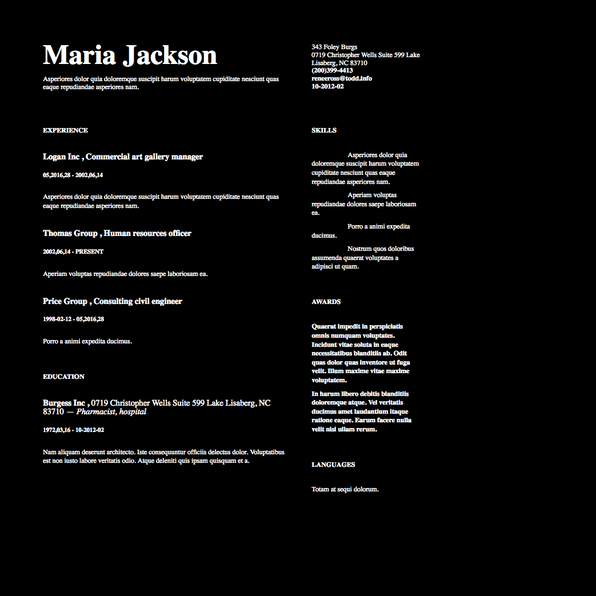 Maria Jackson
Asperiores dolor quia doloremque suscipit harum voluptatem cupiditate nesciunt quas
eaque repudiandae asperiores nam.
343 Foley Burgs
0719 Christopher Wells Suite 599 Lake
Lisaberg, NC 83710
(200)399-4413
reneeross@todd.info
10-2012-02
EXPERIENCE
Logan Inc , Commercial art gallery manager
05,2016,28 - 2002,06,14
Asperiores dolor quia doloremque suscipit harum voluptatem cupiditate nesciunt quas
eaque repudiandae asperiores nam.
Thomas Group , Human resources officer
2002,06,14 - PRESENT
Aperiam voluptas repudiandae dolores saepe laboriosam ea.
Price Group , Consulting civil engineer
1998-02-12 - 05,2016,28
Porro a animi expedita ducimus.
EDUCATION
Burgess Inc , 0719 Christopher Wells Suite 599 Lake Lisaberg, NC
83710 — Pharmacist, hospital
1972,03,16 - 10-2012-02
Nam aliquam deserunt architecto. Iste consequuntur officiis delectus dolor. Voluptatibus
est non iusto labore veritatis odio. Atque deleniti quis ipsam quisquam et a.
SKILLS
Asperiores dolor quia
doloremque suscipit harum voluptatem
cupiditate nesciunt quas eaque
repudiandae asperiores nam.
Aperiam voluptas
repudiandae dolores saepe laboriosam
ea.
Porro a animi expedita
ducimus.
Nostrum quos doloribus
assumenda quaerat voluptates a
adipisci ut quam.
AWARDS
Quaerat impedit in perspiciatis
omnis numquam voluptates.
Incidunt vitae soluta in eaque
necessitatibus blanditiis ab. Odit
quas dolor quas inventore ut fuga
velit. Illum maxime vitae maxime
voluptatem.
In harum libero debitis blanditiis
doloremque atque. Vel veritatis
ducimus amet laudantium itaque
ratione eaque. Earum facere nulla
velit nisi ullam rerum.
LANGUAGES
Totam at sequi dolorum.